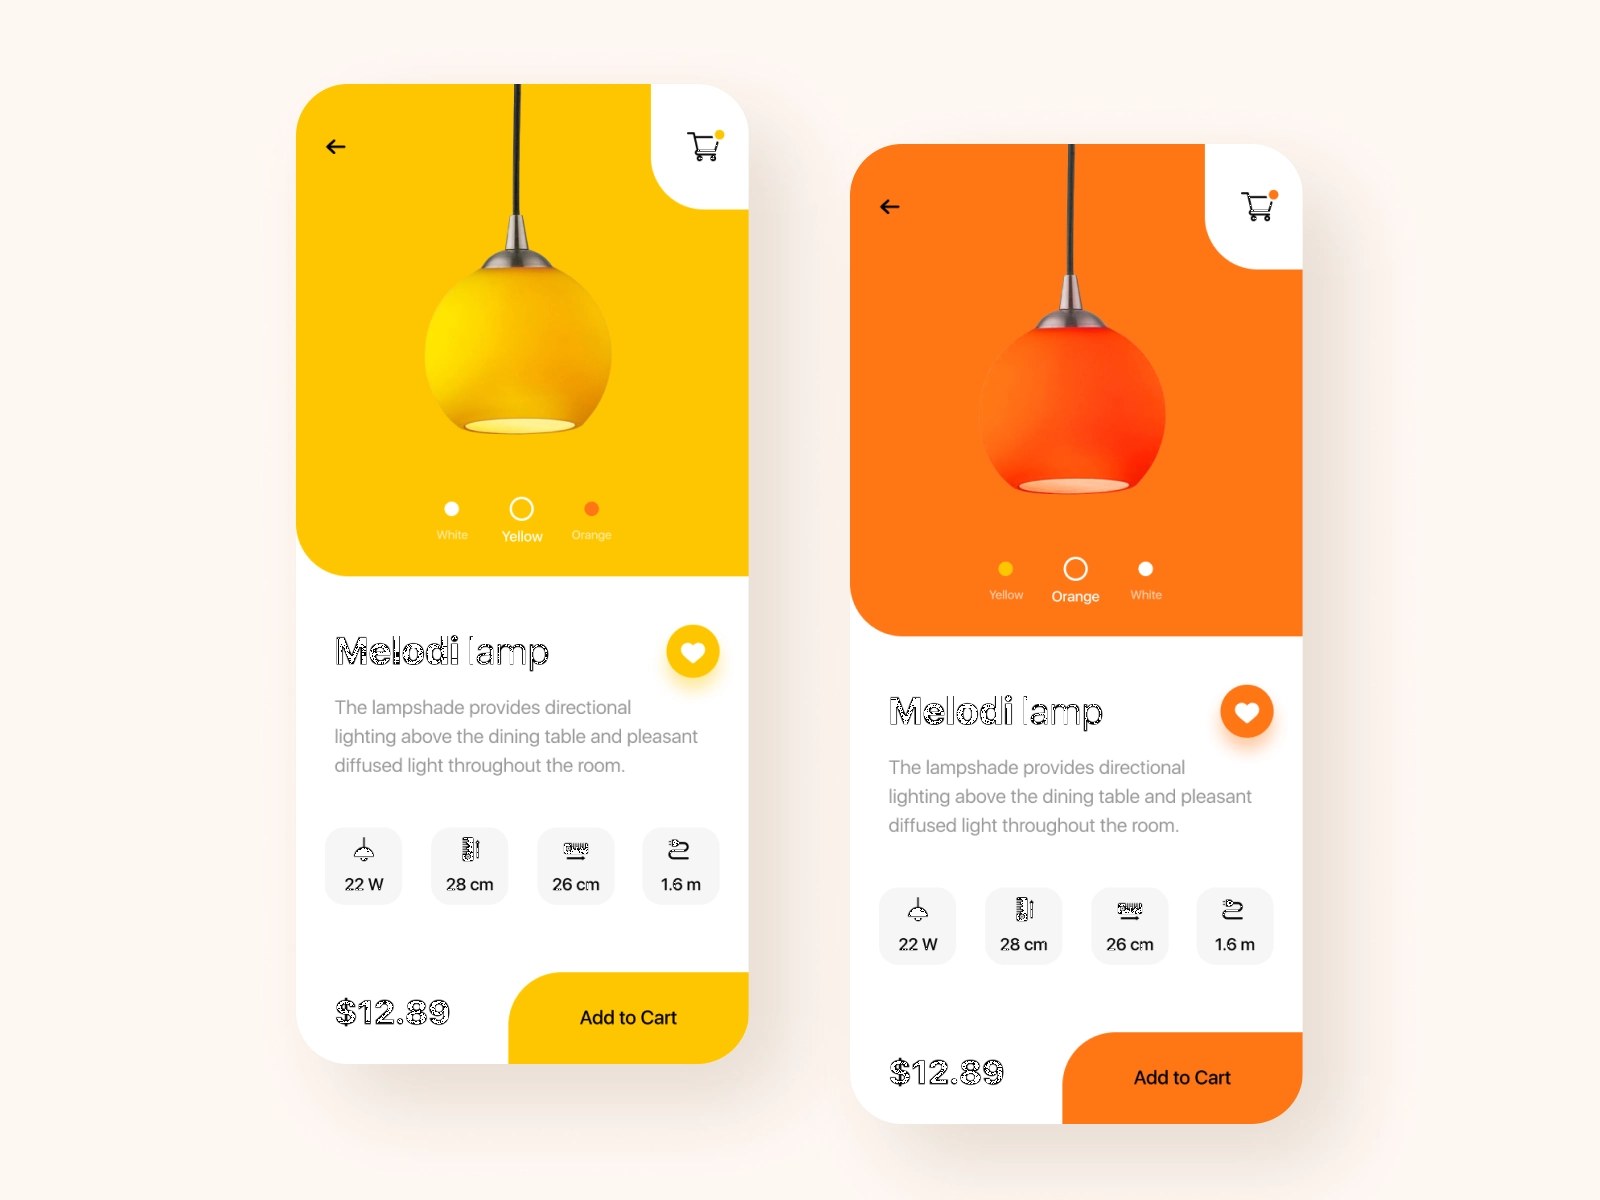 White Yellow Orange
Melodi lamp
The lampshade provides directional
lighting above the dining table and pleasant
diffused light throughout the room.
22 W 28 cm 26 cm 1.6 m
$12.89 Add to Cart
Yellow Orange White
Melodi lamp
The lampshade provides directional
lighting above the dining table and pleasant
diffused light throughout the room.
22 W 28 cm 26 cm 1.6 m
$12.89 Add to Cart